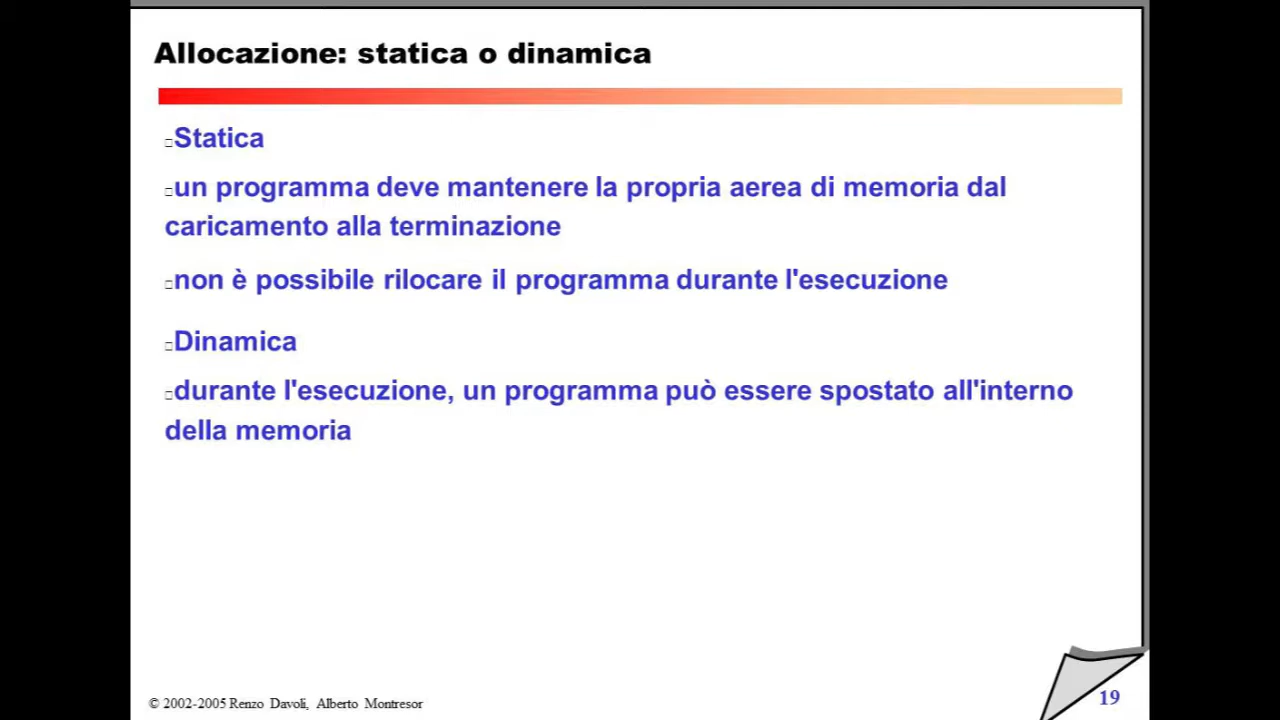 Allocazione: statica o dinamica
Statica
un programma deve mantenere la propria aerea di memoria dal
caricamento alla terminazione
non è possibile rilocare il programma durante l'esecuzione
Dinamica
durante l'esecuzione, un programma può essere spostato all'interno
della memoria
© 2002-2005 Renzo Davoli, Alberto Montresor
19